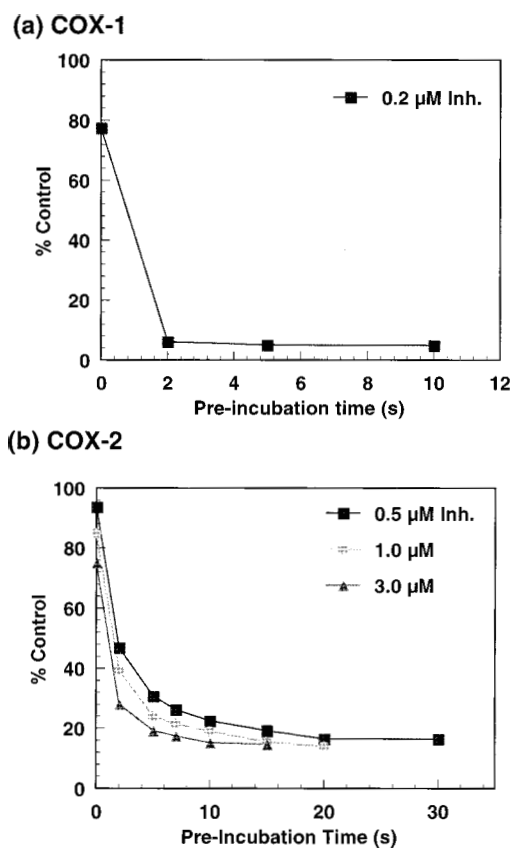 (a) COX-1
100
80
60
40
20
0
% Control
0.2 µM Inh.
0 2 4 6 8 10 12
Pre-incubation time (s)
(b) COX-2
100
80
60
40
20
0
% Control
0.5 µM Inh.
1.0 µM
3.0 µM
0 10 20 30
Pre-Incubation Time (s)